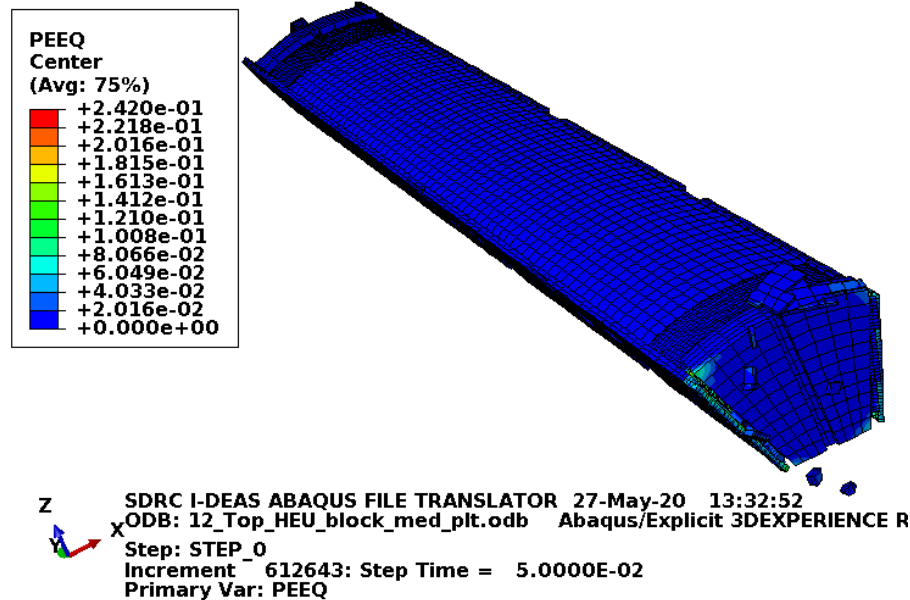 PEEQ
Center
(Avg: 75%)
+2.420e-01
+2.218e-01
+2.016e-01
+1.815e-01
+1.613e-01
+1.412e-01
+1.210e-01
+1.008e-01
+8.066e-02
+6.049e-02
+4.033e-02
+2.016e-02
+0.000e+00
Z
X
Y
SDRC I-DEAS ABAQUS FILE TRANSLATOR 27-May-20 13:32:52
ODB: 12_Top_HEU_block_med_plt.odb Abaqus/Explicit 3DEXPERIENCE R
Step: STEP_0
Increment 612643: Step Time = 5.0000E-02
Primary Var: PEEQ